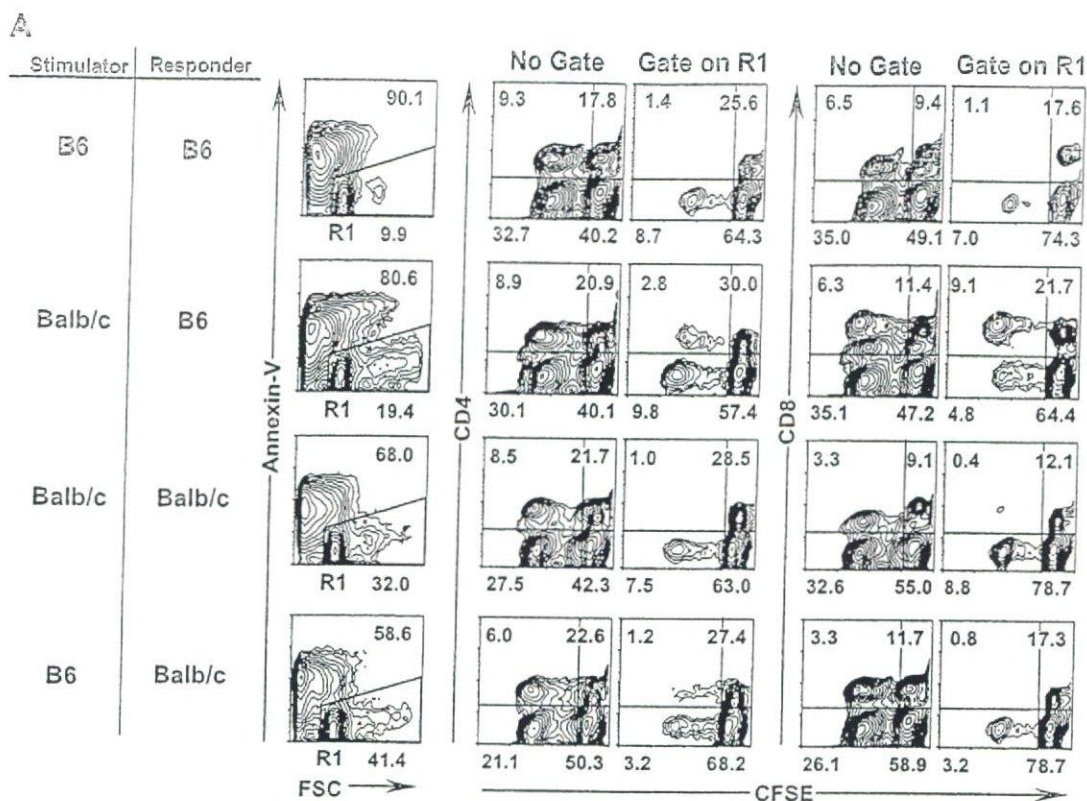 A
Stimulator Responder
No Gate Gate on R1 No Gate Gate on R1
B6 B6
90.1
R1 9.9
9.3 17.8
32.7 40.2
1.4 25.6
8.7 64.3
6.5 9.4
35.0 49.1
1.1 17.6
7.0 74.3
Balb/c B6
80.6
R1 19.4
8.9 20.9
30.1 40.1
2.8 30.0
9.8 57.4
6.3 11.4
35.1 47.2
9.1 21.7
4.8 64.4
Balb/c Balb/c
68.0
R1 32.0
8.5 21.7
27.5 42.3
1.0 28.5
7.5 63.0
3.3 9.1
32.6 55.0
0.4 12.1
8.8 78.7
B6 Balb/c
58.6
R1 41.4
6.0 22.6
21.1 50.3
1.2 27.4
3.2 68.2
3.3 11.7
26.1 58.9
0.8 17.3
3.2 78.7
Annexin-V
CD4
CD8
FSC
CFSE